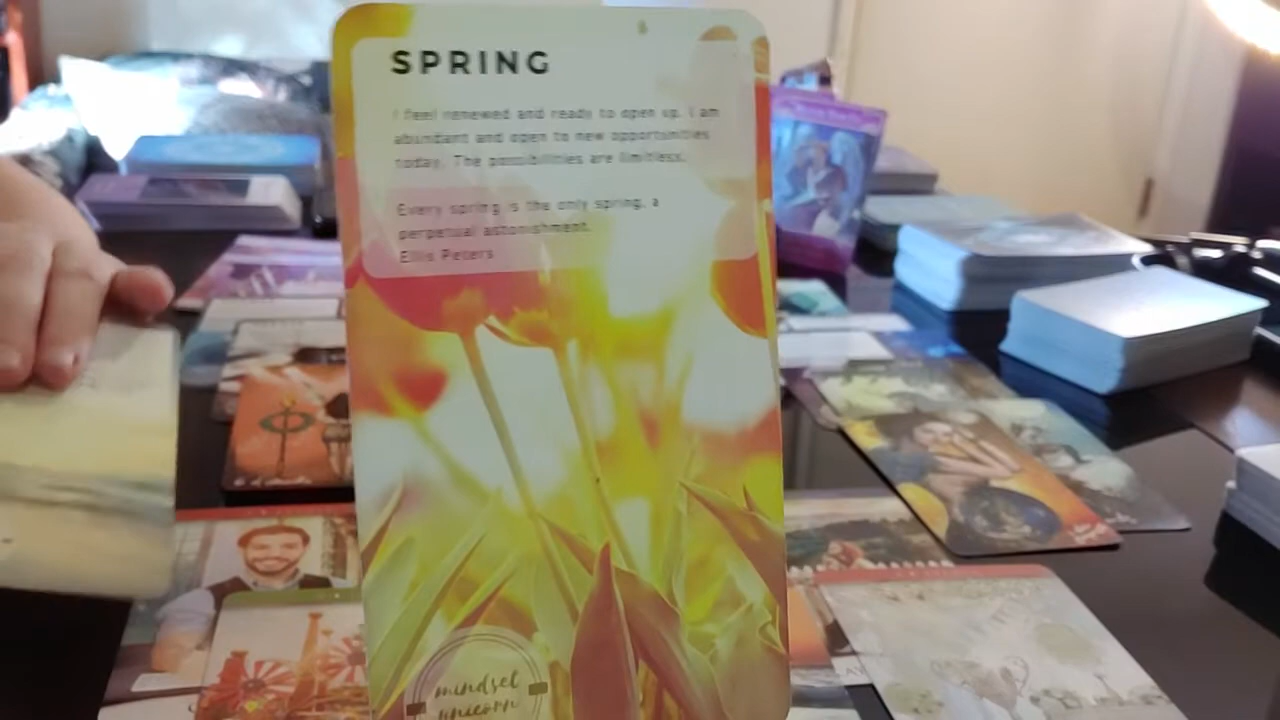 SPRING
I feel renewed and ready to open up. I am
abundant and open to new opportunities
today. The possibilities are limitless.
Every spring is the only spring, a
perpetual astonishment.
Ellis Peters
mindset
unicorn